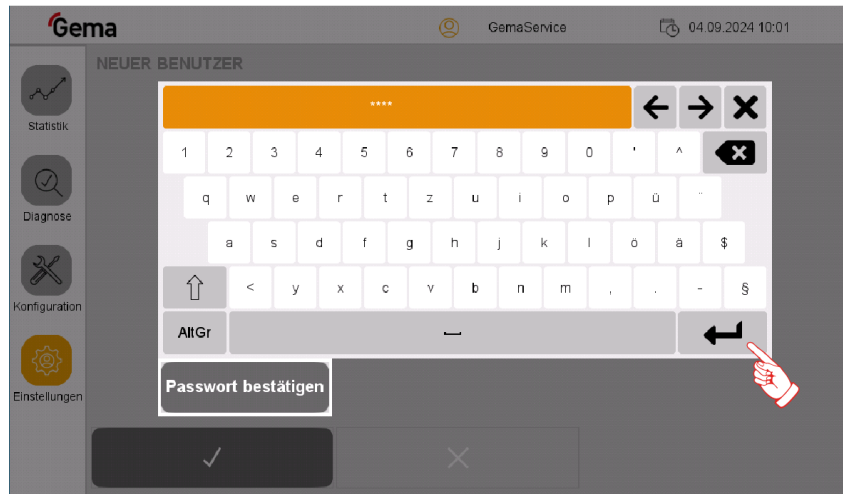 Gema
GemaService
04.09.2024 10:01
NEUER BENUTZER
****
1 2 3 4 5 6 7 8 9 0 ' ^
Statistik
q w e r t z u i o p ü ¨
Diagnose
a s d f g h j k l ö ä $
< y x c v b n m , . - §
Konfiguration
AltGr
Passwort bestätigen
Einstellungen